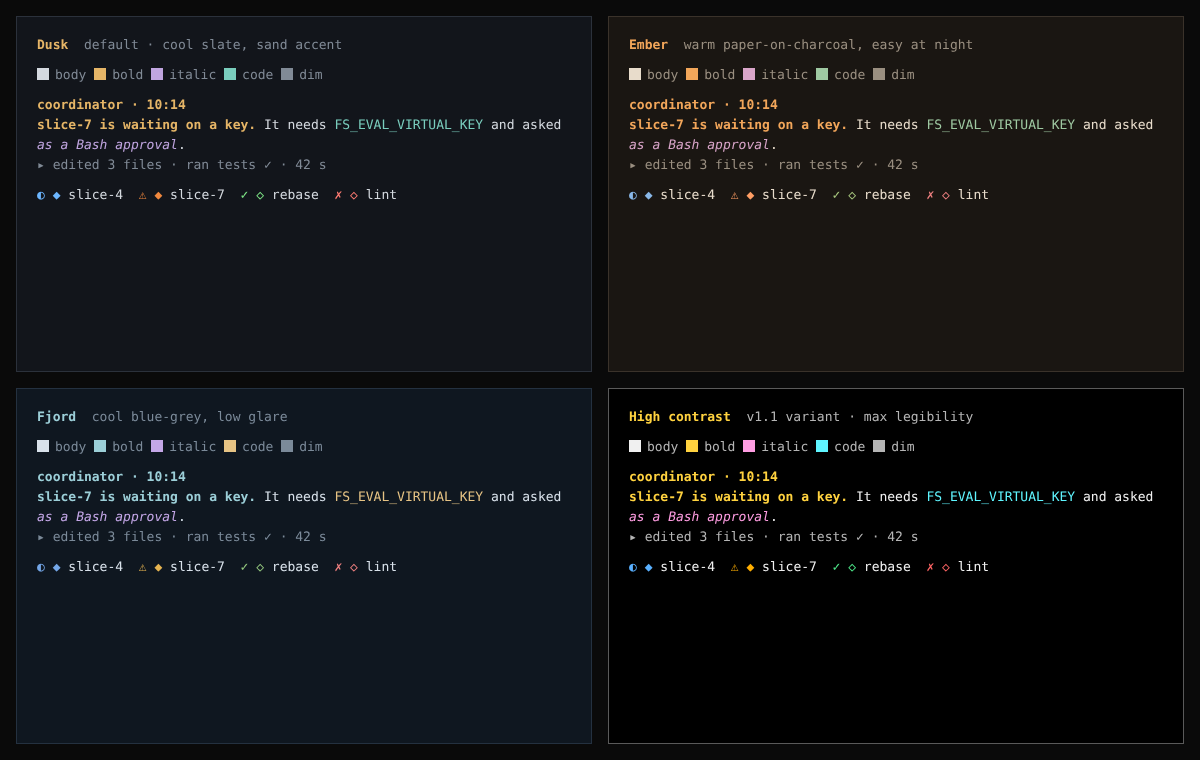 Dusk default · cool slate, sand accent
body bold italic code dim
coordinator · 10:14
slice-7 is waiting on a key. It needs FS_EVAL_VIRTUAL_KEY and asked
as a Bash approval.
▸ edited 3 files · ran tests ✓ · 42 s
◐ ◆ slice-4 ⚠ ◆ slice-7 ✓ ◇ rebase ✗ ◇ lint
Ember warm paper-on-charcoal, easy at night
body bold italic code dim
coordinator · 10:14
slice-7 is waiting on a key. It needs FS_EVAL_VIRTUAL_KEY and asked
as a Bash approval.
▸ edited 3 files · ran tests ✓ · 42 s
◐ ◆ slice-4 ⚠ ◆ slice-7 ✓ ◇ rebase ✗ ◇ lint
Fjord cool blue-grey, low glare
body bold italic code dim
coordinator · 10:14
slice-7 is waiting on a key. It needs FS_EVAL_VIRTUAL_KEY and asked
as a Bash approval.
▸ edited 3 files · ran tests ✓ · 42 s
◐ ◆ slice-4 ⚠ ◆ slice-7 ✓ ◇ rebase ✗ ◇ lint
High contrast v1.1 variant · max legibility
body bold italic code dim
coordinator · 10:14
slice-7 is waiting on a key. It needs FS_EVAL_VIRTUAL_KEY and asked
as a Bash approval.
▸ edited 3 files · ran tests ✓ · 42 s
◐ ◆ slice-4 ⚠ ◆ slice-7 ✓ ◇ rebase ✗ ◇ lint